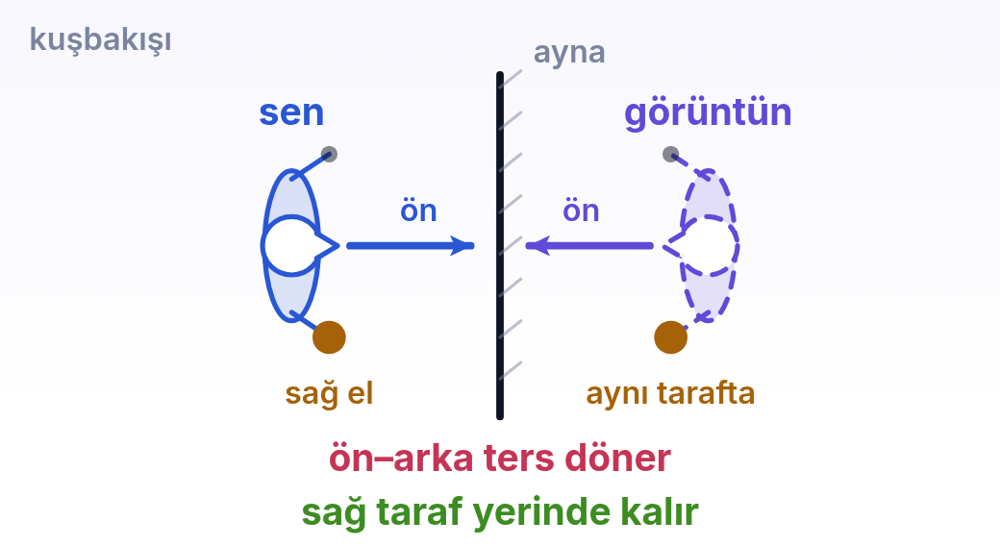 kuşbakışı
ayna
sen
görüntün
ön
ön
sağ el
aynı tarafta
ön–arka ters döner
sağ taraf yerinde kalır